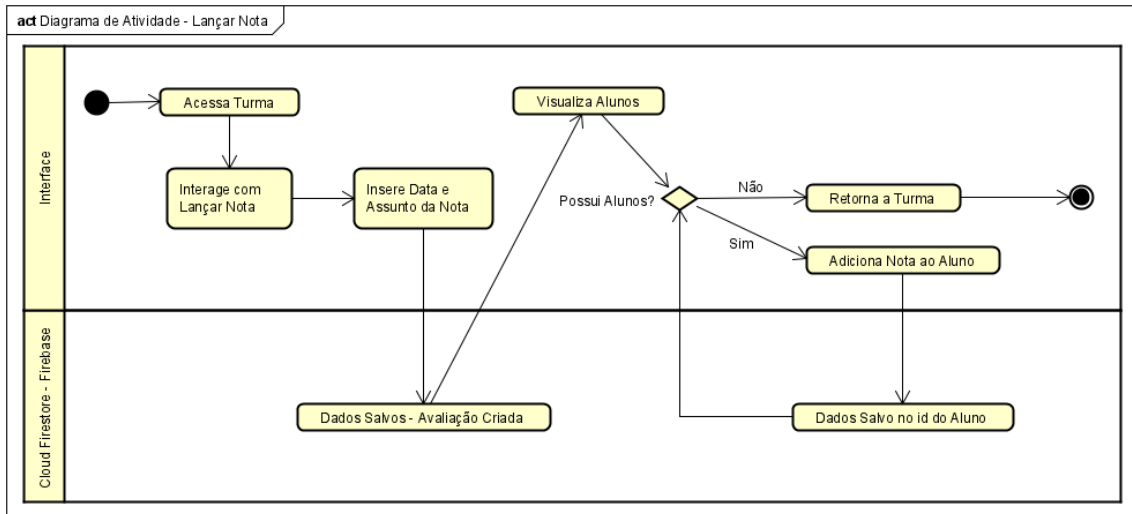 act Diagrama de Atividade - Lançar Nota
Interface
Acessa Turma
Visualiza Alunos
Interage com
Lançar Nota
Insere Data e
Assunto da Nota
Possui Alunos?
Não
Retorna a Turma
Sim
Adiciona Nota ao Aluno
Cloud Firestore - Firebase
Dados Salvos - Avaliação Criada
Dados Salvo no id do Aluno